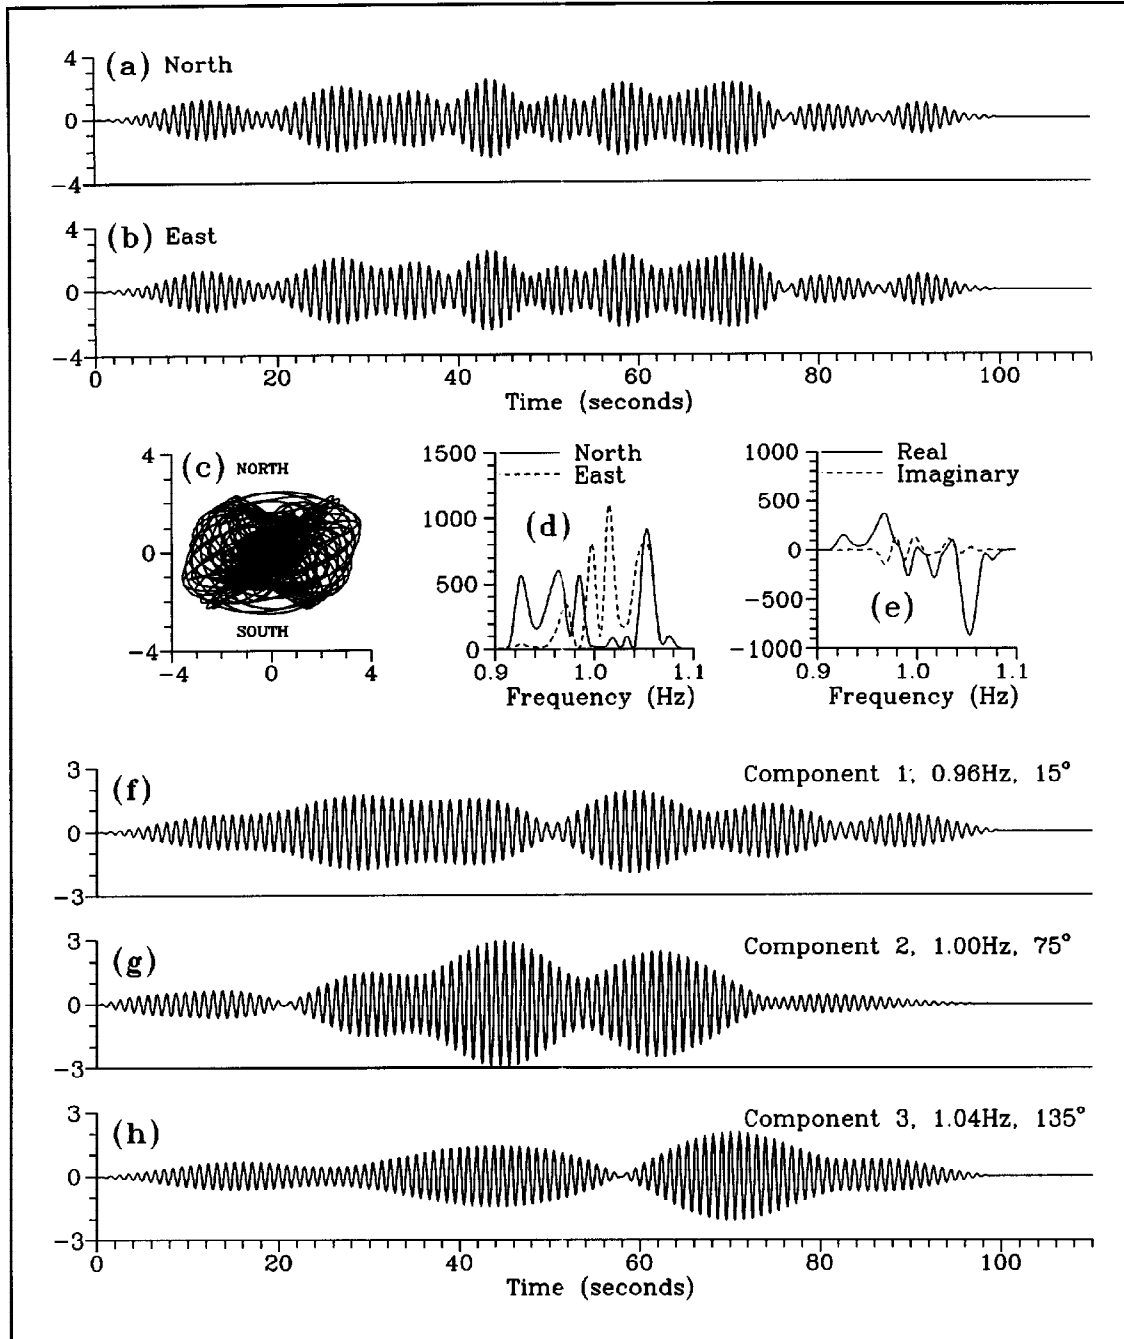 (a) North
4
0
−4
(b) East
4
0
−4
0 20 40 60 80 100
Time (seconds)
(c) NORTH
SOUTH
4
0
−4
−4 0 4
1500
1000
500
0
North
East
(d)
0.9 1.0 1.1
Frequency (Hz)
1000
500
0
−500
−1000
Real
Imaginary
(e)
0.9 1.0 1.1
Frequency (Hz)
3
0
−3
(f)
Component 1, 0.96Hz, 15°
3
0
−3
(g)
Component 2, 1.00Hz, 75°
3
0
−3
(h)
Component 3, 1.04Hz, 135°
0 20 40 60 80 100
Time (seconds)